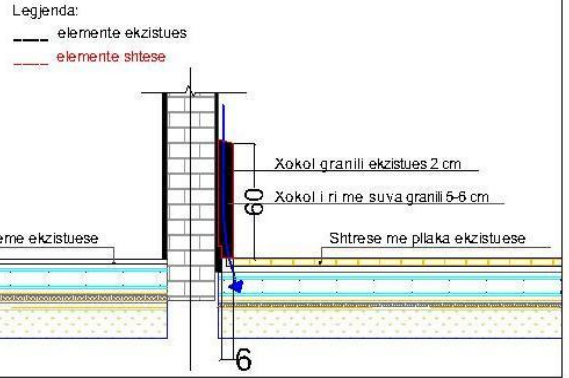 Legjenda:
elemente ekzistues
elemente shtese
Xokol granili ekzistues 2 cm
60
Xokol i ri me suva granili 5-6 cm
eme ekzistuese
Shtrese me pllaka ekzistuese
6